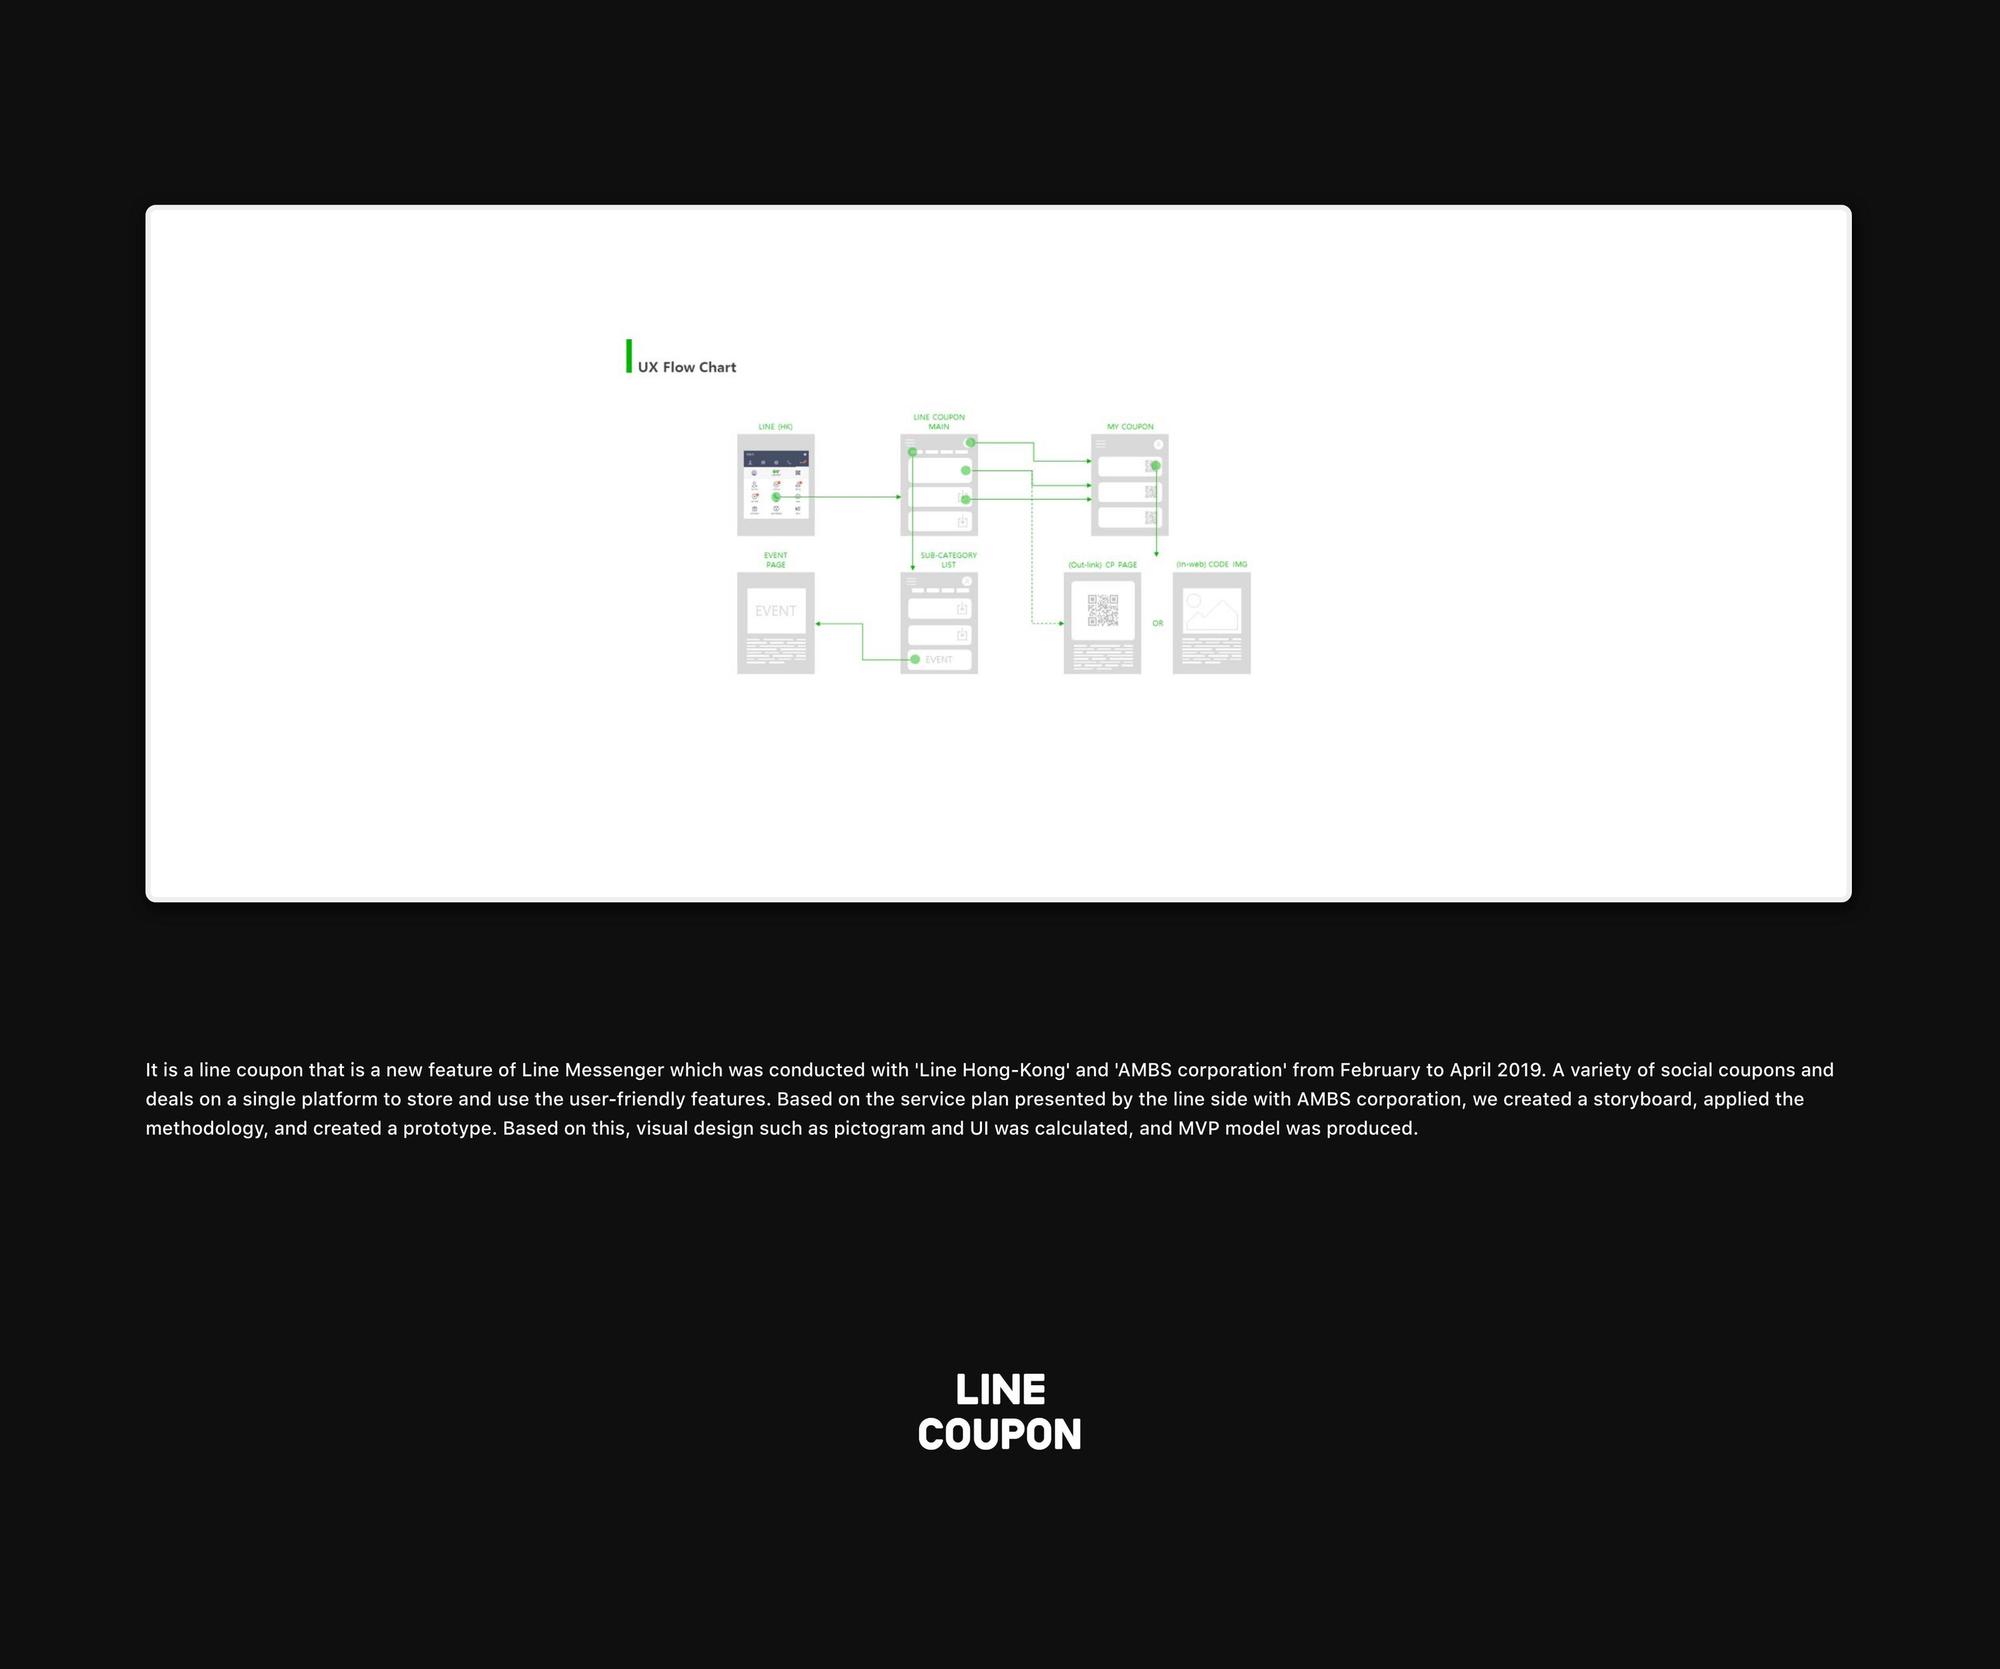 UX Flow Chart
LINE (HK)
LINE COUPON
MAIN
MY COUPON
EVENT
PAGE
SUB-CATEGORY
LIST
(Out-link) CP PAGE
(In-web) CODE IMG
EVENT
OR
EVENT
It is a line coupon that is a new feature of Line Messenger which was conducted with 'Line Hong-Kong' and 'AMBS corporation' from February to April 2019. A variety of social coupons and
deals on a single platform to store and use the user-friendly features. Based on the service plan presented by the line side with AMBS corporation, we created a storyboard, applied the
methodology, and created a prototype. Based on this, visual design such as pictogram and UI was calculated, and MVP model was produced.
LINE
COUPON